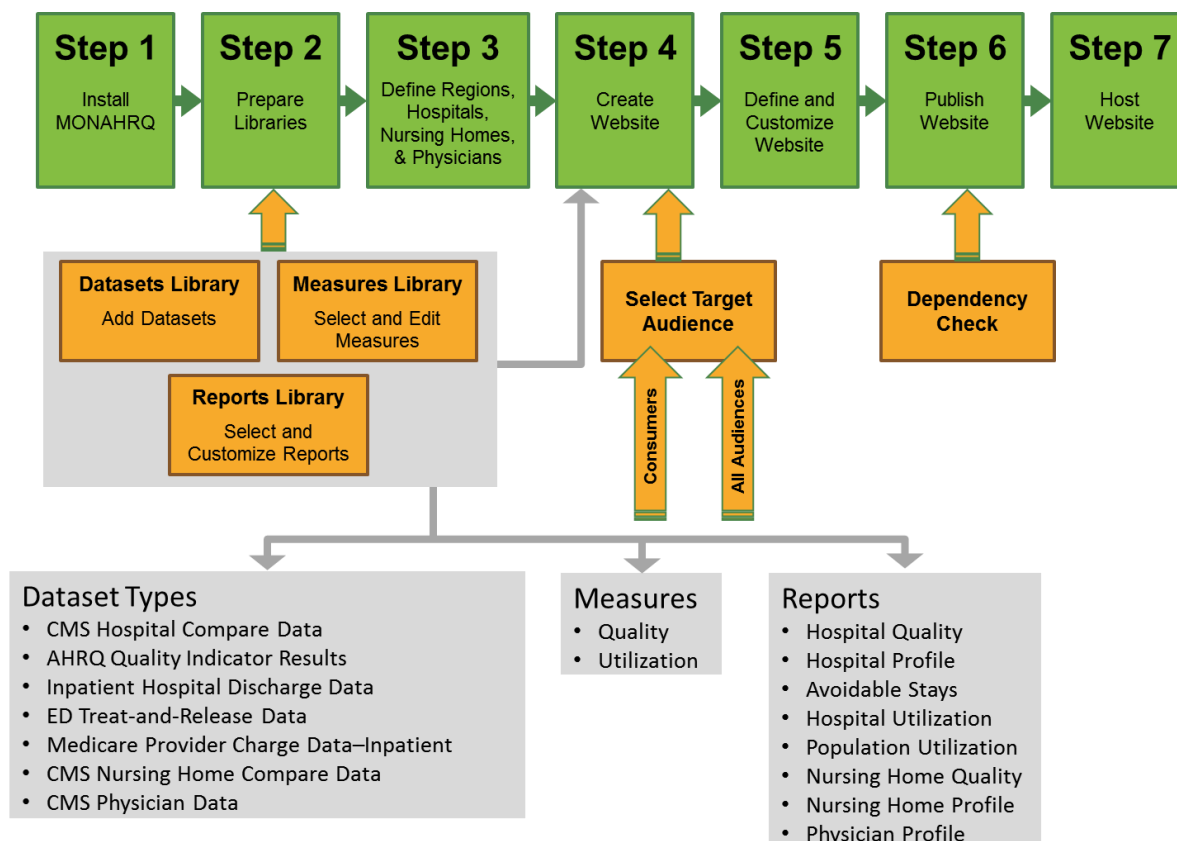 Step 1
Install
MONAHRQ
Step 2
Prepare
Libraries
Step 3
Define Regions,
Hospitals,
Nursing Homes,
& Physicians
Step 4
Create
Website
Step 5
Define and
Customize
Website
Step 6
Publish
Website
Step 7
Host
Website
Datasets Library
Add Datasets
Measures Library
Select and Edit
Measures
Reports Library
Select and
Customize Reports
Select Target
Audience
Consumers
All Audiences
Dependency
Check
Dataset Types
• CMS Hospital Compare Data
• AHRQ Quality Indicator Results
• Inpatient Hospital Discharge Data
• ED Treat-and-Release Data
• Medicare Provider Charge Data–Inpatient
• CMS Nursing Home Compare Data
• CMS Physician Data
Measures
• Quality
• Utilization
Reports
• Hospital Quality
• Hospital Profile
• Avoidable Stays
• Hospital Utilization
• Population Utilization
• Nursing Home Quality
• Nursing Home Profile
• Physician Profile